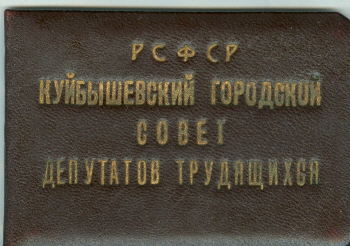 РСФСР
КУЙБЫШЕВСКИЙ ГОРОДСКОЙ
СОВЕТ
ДЕПУТАТОВ ТРУДЯЩИХСЯ